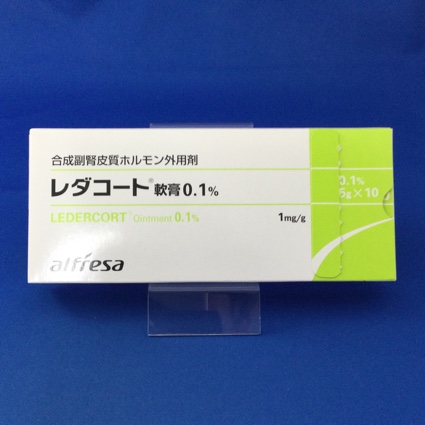 合成副腎皮質ホルモン外用剤
レダコート® 軟膏0.1%
LEDERCORT Ointment 0.1%
1mg/g
0.1%
5g×10
alfresa